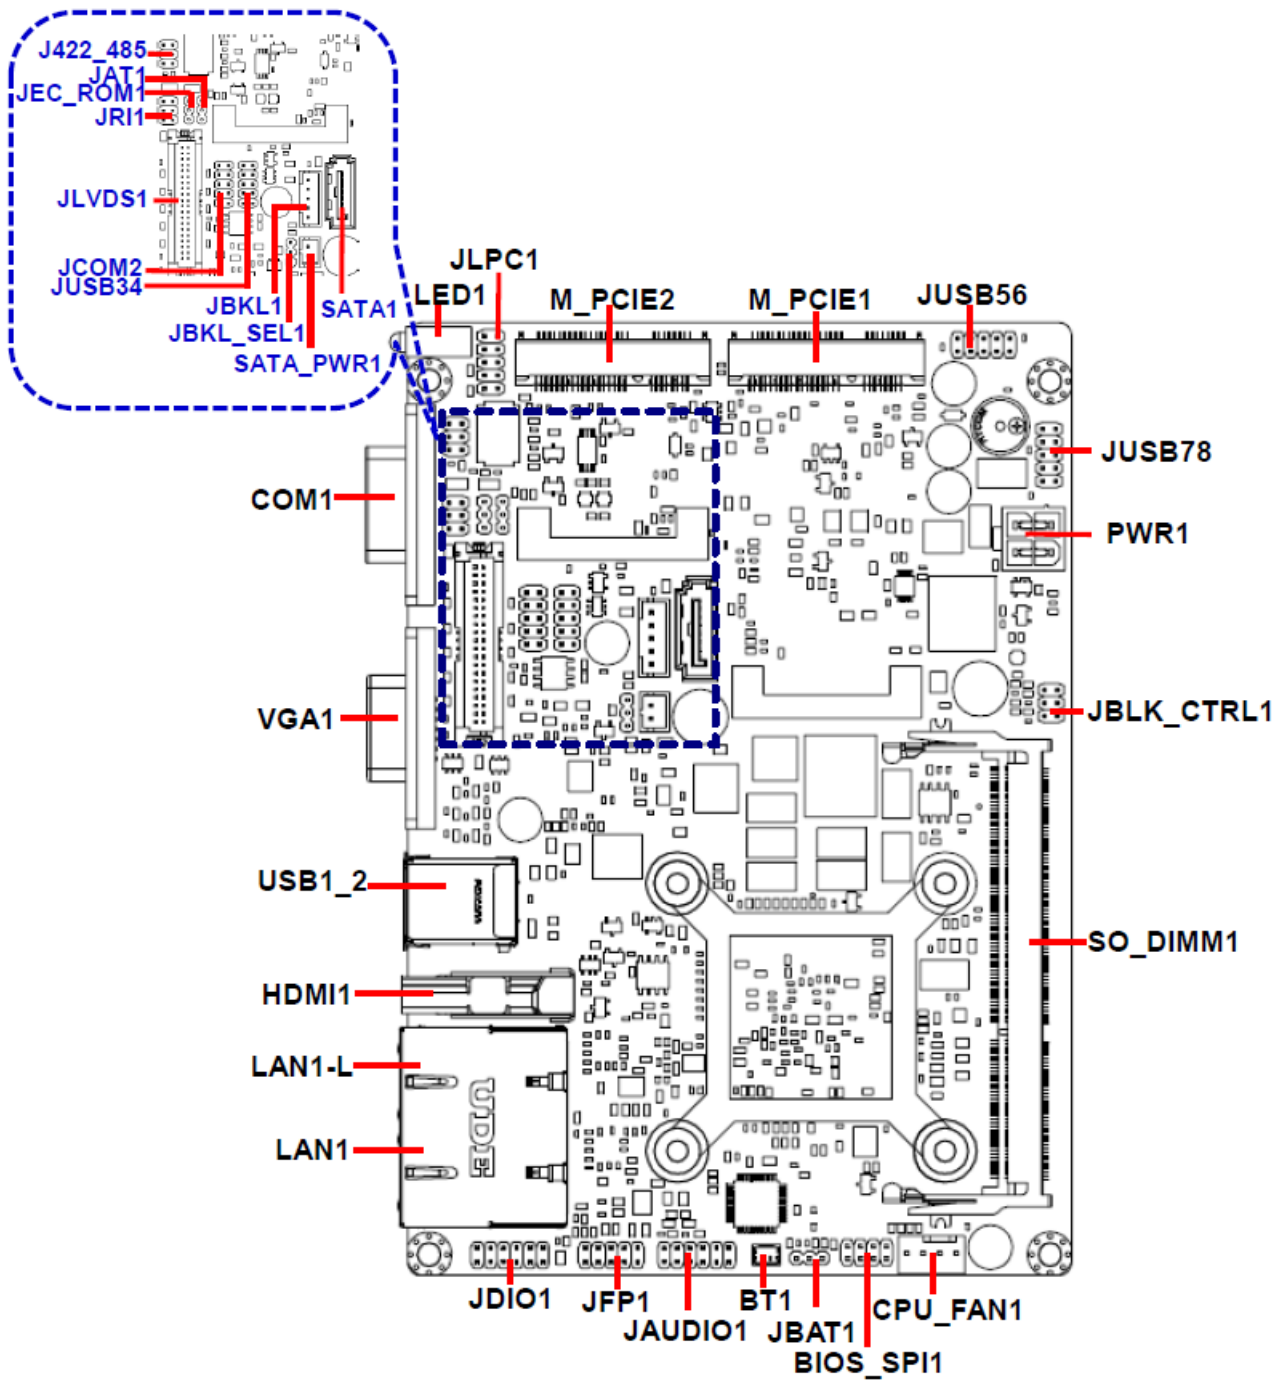 J422_485
JAT1
JEC_ROM1
JRI1
JLVDS1
JCOM2
JUSB34
JBKL1
SATA1
JBKL_SEL1
SATA_PWR1
JLPC1
LED1
M_PCIE2
M_PCIE1
JUSB56
JUSB78
COM1
PWR1
VGA1
JBLK_CTRL1
USB1_2
SO_DIMM1
HDMI1
LAN1-L
UDE
LAN1
JDIO1
JFP1
BT1
CPU_FAN1
JAUDIO1
JBAT1
BIOS_SPI1